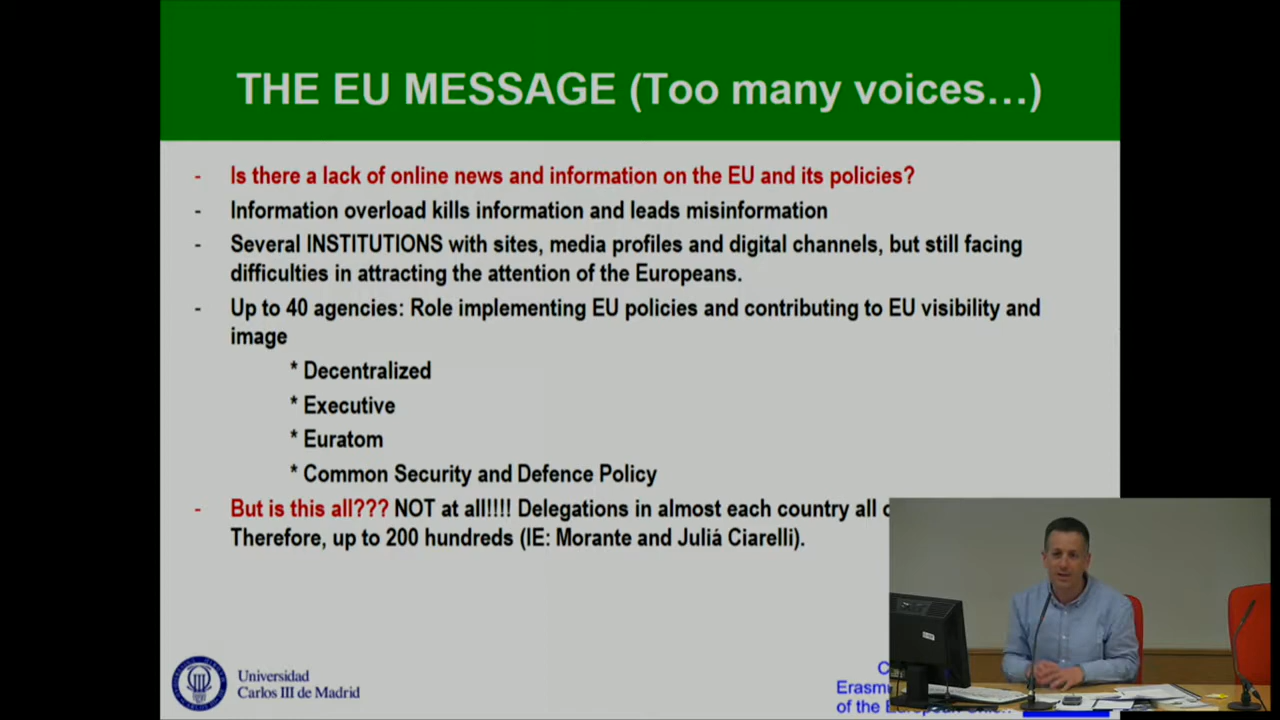 THE EU MESSAGE (Too many voices…)
- Is there a lack of online news and information on the EU and its policies?
- Information overload kills information and leads misinformation
- Several INSTITUTIONS with sites, media profiles and digital channels, but still facing
difficulties in attracting the attention of the Europeans.
- Up to 40 agencies: Role implementing EU policies and contributing to EU visibility and
image
* Decentralized
* Executive
* Euratom
* Common Security and Defence Policy
- But is this all??? NOT at all!!!! Delegations in almost each country all
Therefore, up to 200 hundreds (IE: Morante and Juliá Ciarelli).
Universidad
Carlos III de Madrid
of the